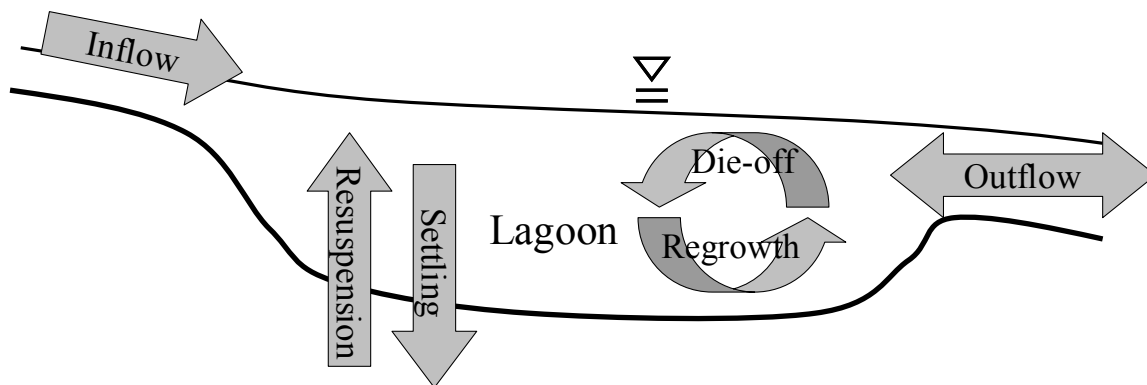 Inflow
Die-off
Outflow
Resuspension
Settling
Lagoon
Regrowth